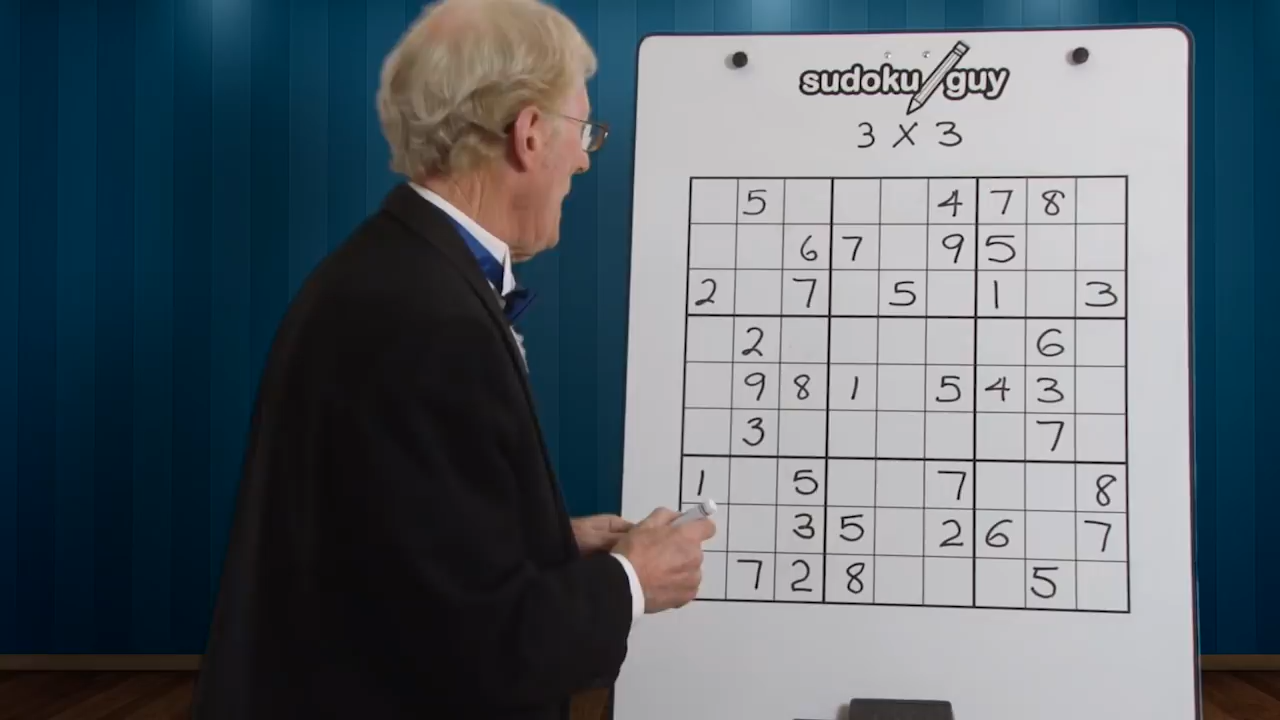 sudoku guy
3 X 3
5 4 7 8
6 7 9 5
2 7 5 1 3
2 6
9 8 1 5 4 3
3 7
1 5 7 8
3 5 2 6 7
7 2 8 5